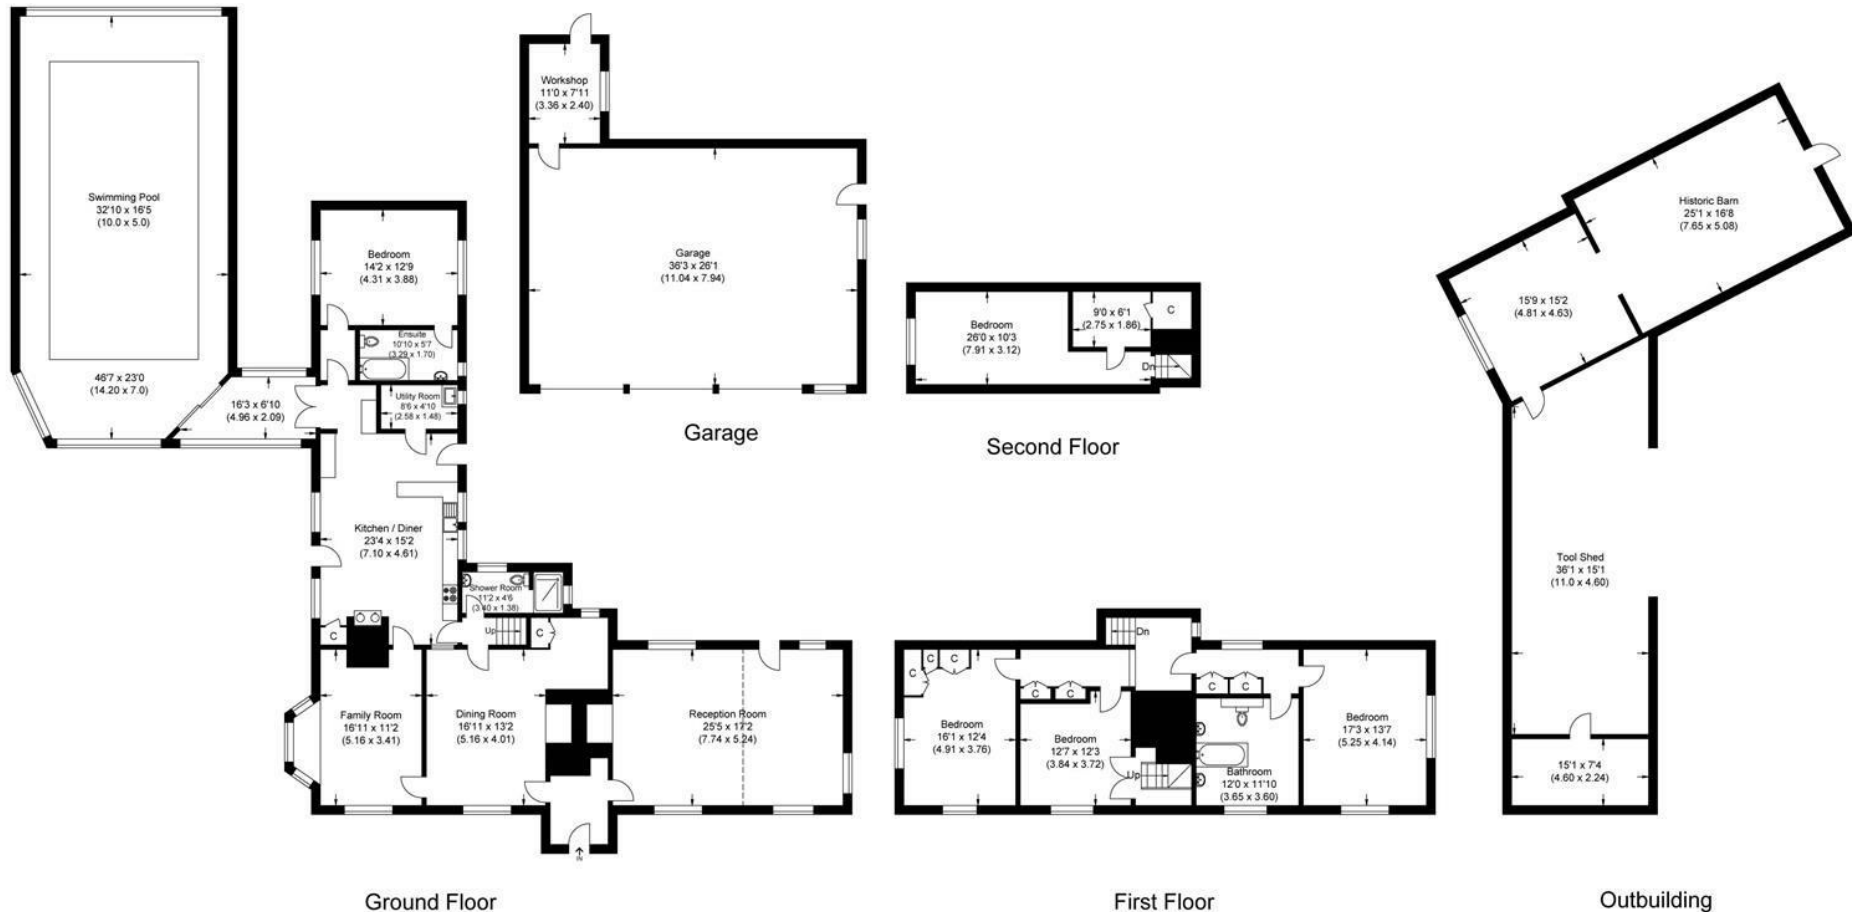 Swimming Pool
32'10 x 16'5
(10.0 x 5.0)
46'7 x 23'0
(14.20 x 7.0)
16'3 x 6'10
(4.96 x 2.09)
Bedroom
14'2 x 12'9
(4.31 x 3.88)
Ensuite
10'10 x 5'7
(3.29 x 1.70)
Utility Room
8'6 x 4'10
(2.58 x 1.48)
Kitchen / Diner
23'4 x 15'2
(7.10 x 4.61)
Shower Room
11'2 x 4'6
(3.40 x 1.38)
Up
C
C
Family Room
16'11 x 11'2
(5.16 x 3.41)
Dining Room
16'11 x 13'2
(5.16 x 4.01)
Reception Room
25'5 x 17'2
(7.74 x 5.24)
IN
Ground Floor
Workshop
11'0 x 7'11
(3.36 x 2.40)
Garage
36'3 x 26'1
(11.04 x 7.94)
Garage
Bedroom
26'0 x 10'3
(7.91 x 3.12)
9'0 x 6'1
(2.75 x 1.86)
C
Dn
Second Floor
Dn
C
C
C
C
C
C
C
Bedroom
16'1 x 12'4
(4.91 x 3.76)
Bedroom
12'7 x 12'3
(3.84 x 3.72)
Up
Bathroom
12'0 x 11'10
(3.65 x 3.60)
Bedroom
17'3 x 13'7
(5.25 x 4.14)
First Floor
Historic Barn
25'1 x 16'8
(7.65 x 5.08)
15'9 x 15'2
(4.81 x 4.63)
Tool Shed
36'1 x 15'1
(11.0 x 4.60)
15'1 x 7'4
(4.60 x 2.24)
Outbuilding